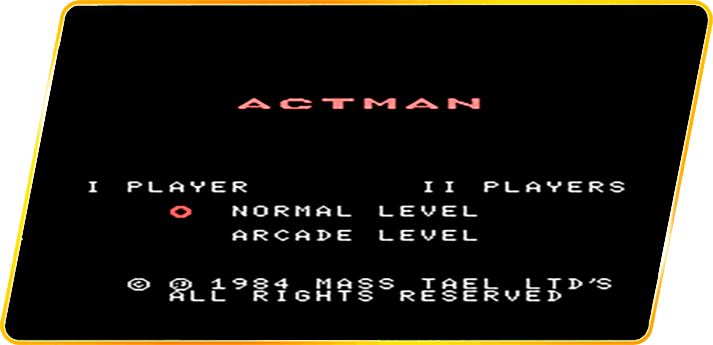 ACTMAN
I PLAYER II PLAYERS
NORMAL LEVEL
ARCADE LEVEL
© ℗ 1984 MASS TAEL LTD'S
ALL RIGHTS RESERVED